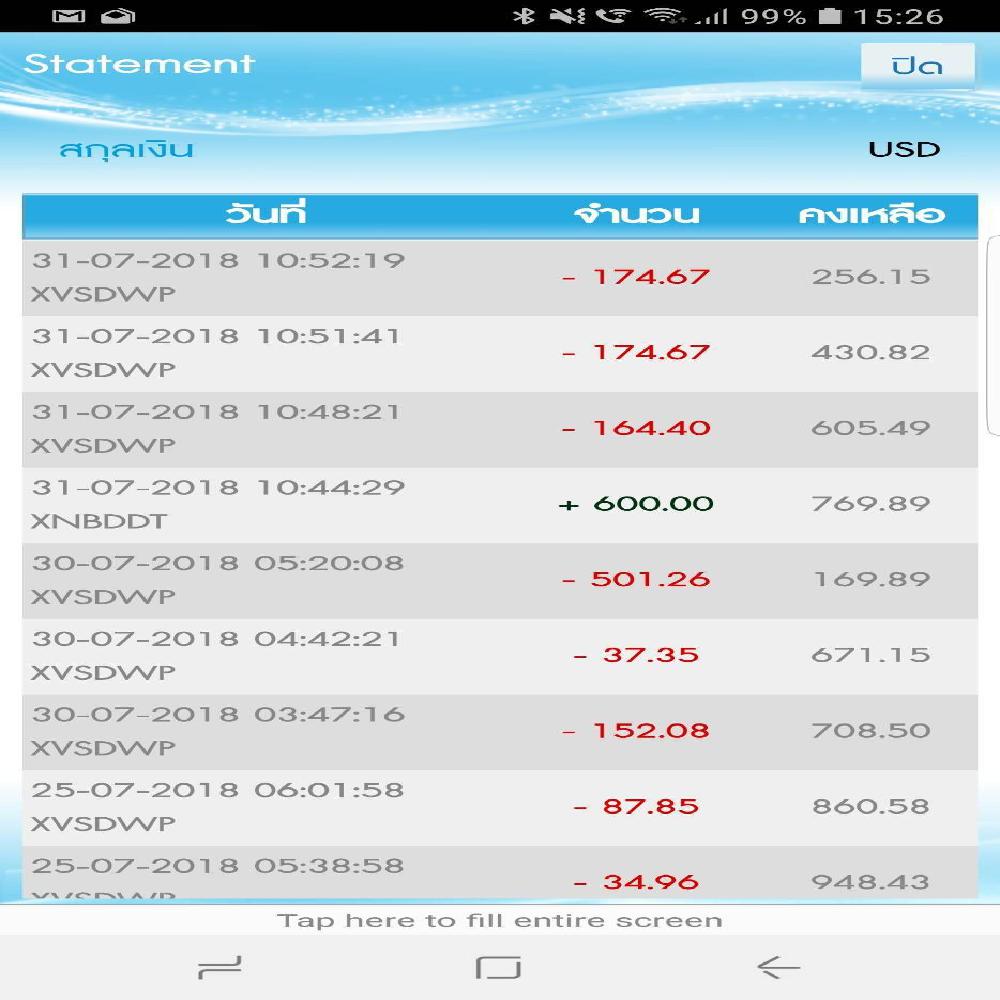 99% 15:26
Statement ปิด
สกุลเงิน USD
วันที่ จำนวน คงเหลือ
31-07-2018 10:52:19
XVSDWP - 174.67 256.15
31-07-2018 10:51:41
XVSDWP - 174.67 430.82
31-07-2018 10:48:21
XVSDWP - 164.40 605.49
31-07-2018 10:44:29
XNBDDT + 600.00 769.89
30-07-2018 05:20:08
XVSDWP - 501.26 169.89
30-07-2018 04:42:21
XVSDWP - 37.35 671.15
30-07-2018 03:47:16
XVSDWP - 152.08 708.50
25-07-2018 06:01:58
XVSDWP - 87.85 860.58
25-07-2018 05:38:58
- 34.96 948.43
Tap here to fill entire screen